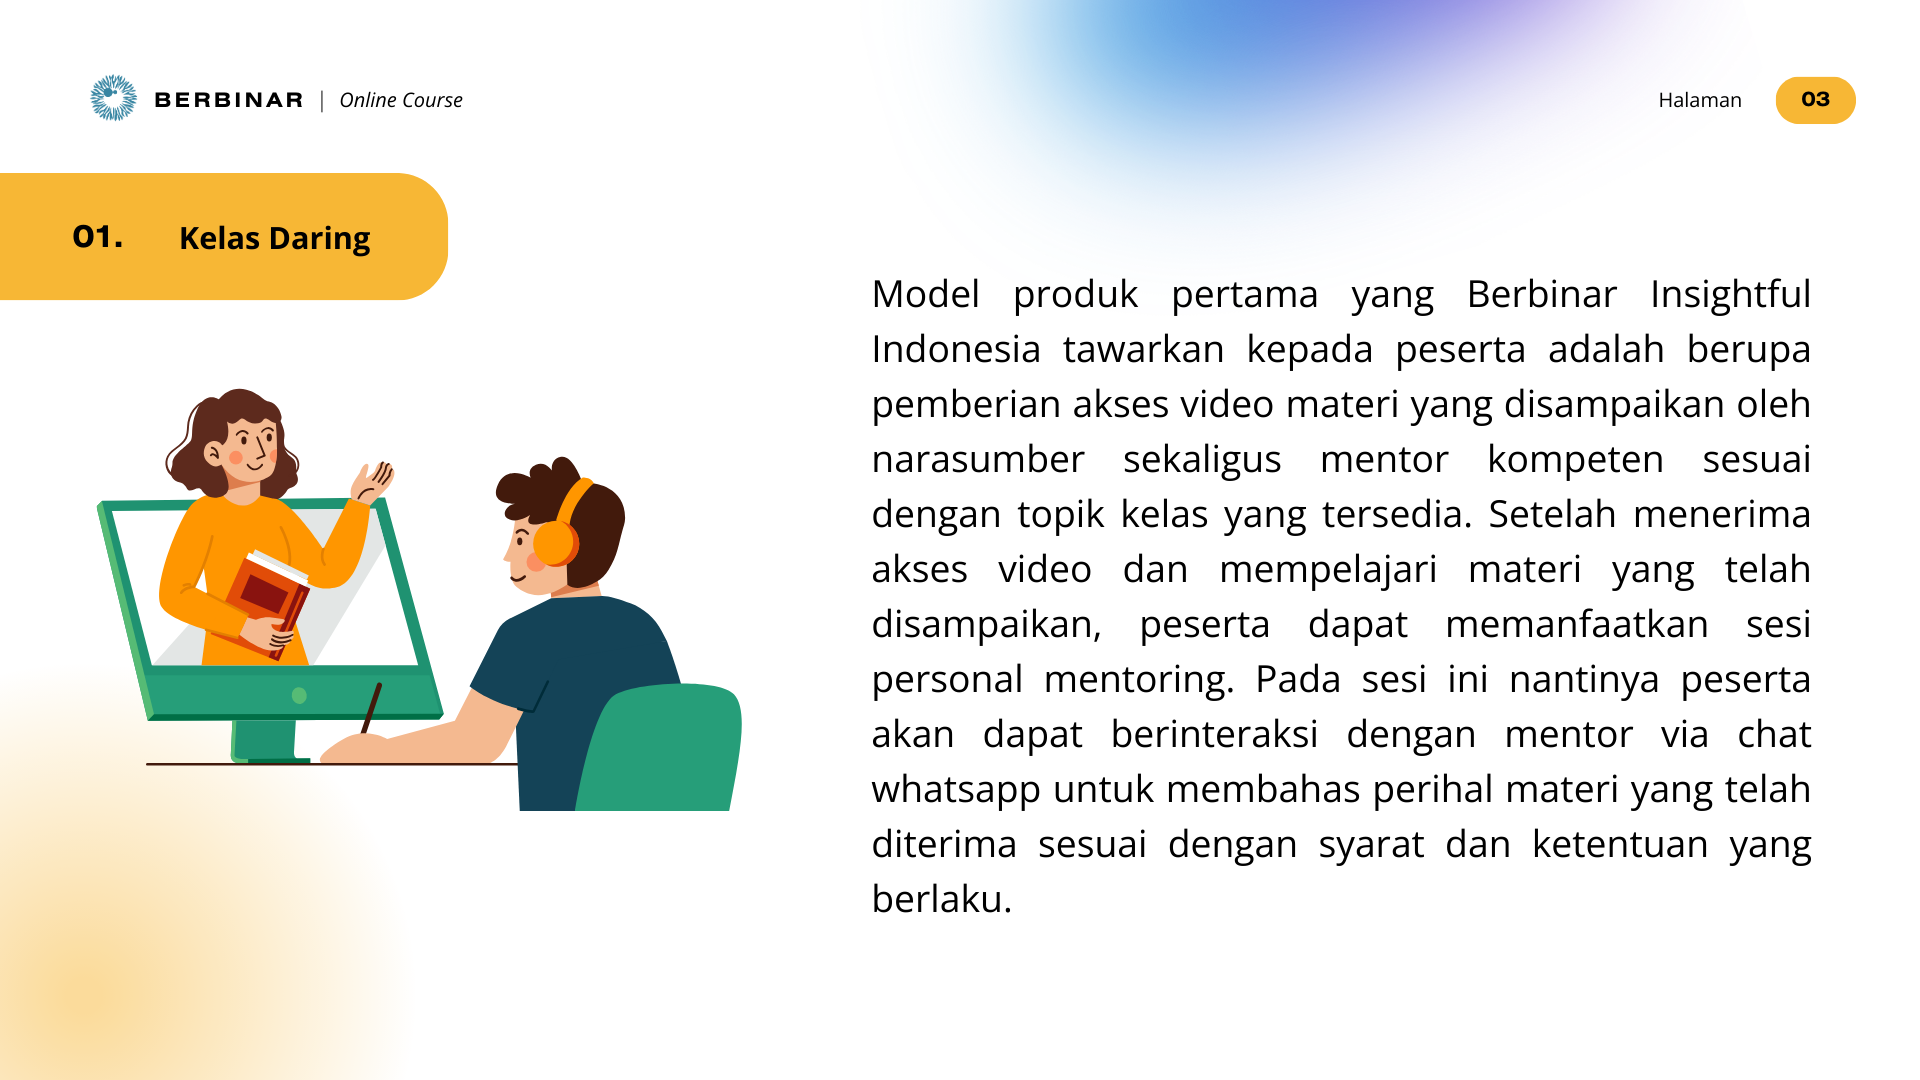 BERBINAR | Online Course
Halaman 03
01. Kelas Daring
Model produk pertama yang Berbinar Insightful
Indonesia tawarkan kepada peserta adalah berupa
pemberian akses video materi yang disampaikan oleh
narasumber sekaligus mentor kompeten sesuai
dengan topik kelas yang tersedia. Setelah menerima
akses video dan mempelajari materi yang telah
disampaikan, peserta dapat memanfaatkan sesi
personal mentoring. Pada sesi ini nantinya peserta
akan dapat berinteraksi dengan mentor via chat
whatsapp untuk membahas perihal materi yang telah
diterima sesuai dengan syarat dan ketentuan yang
berlaku.